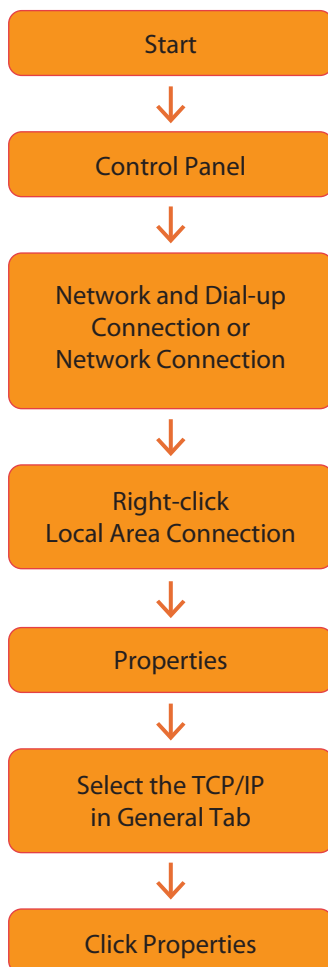 Start
Control Panel
Network and Dial-up
Connection or
Network Connection
Right-click
Local Area Connection
Properties
Select the TCP/IP
in General Tab
Click Properties